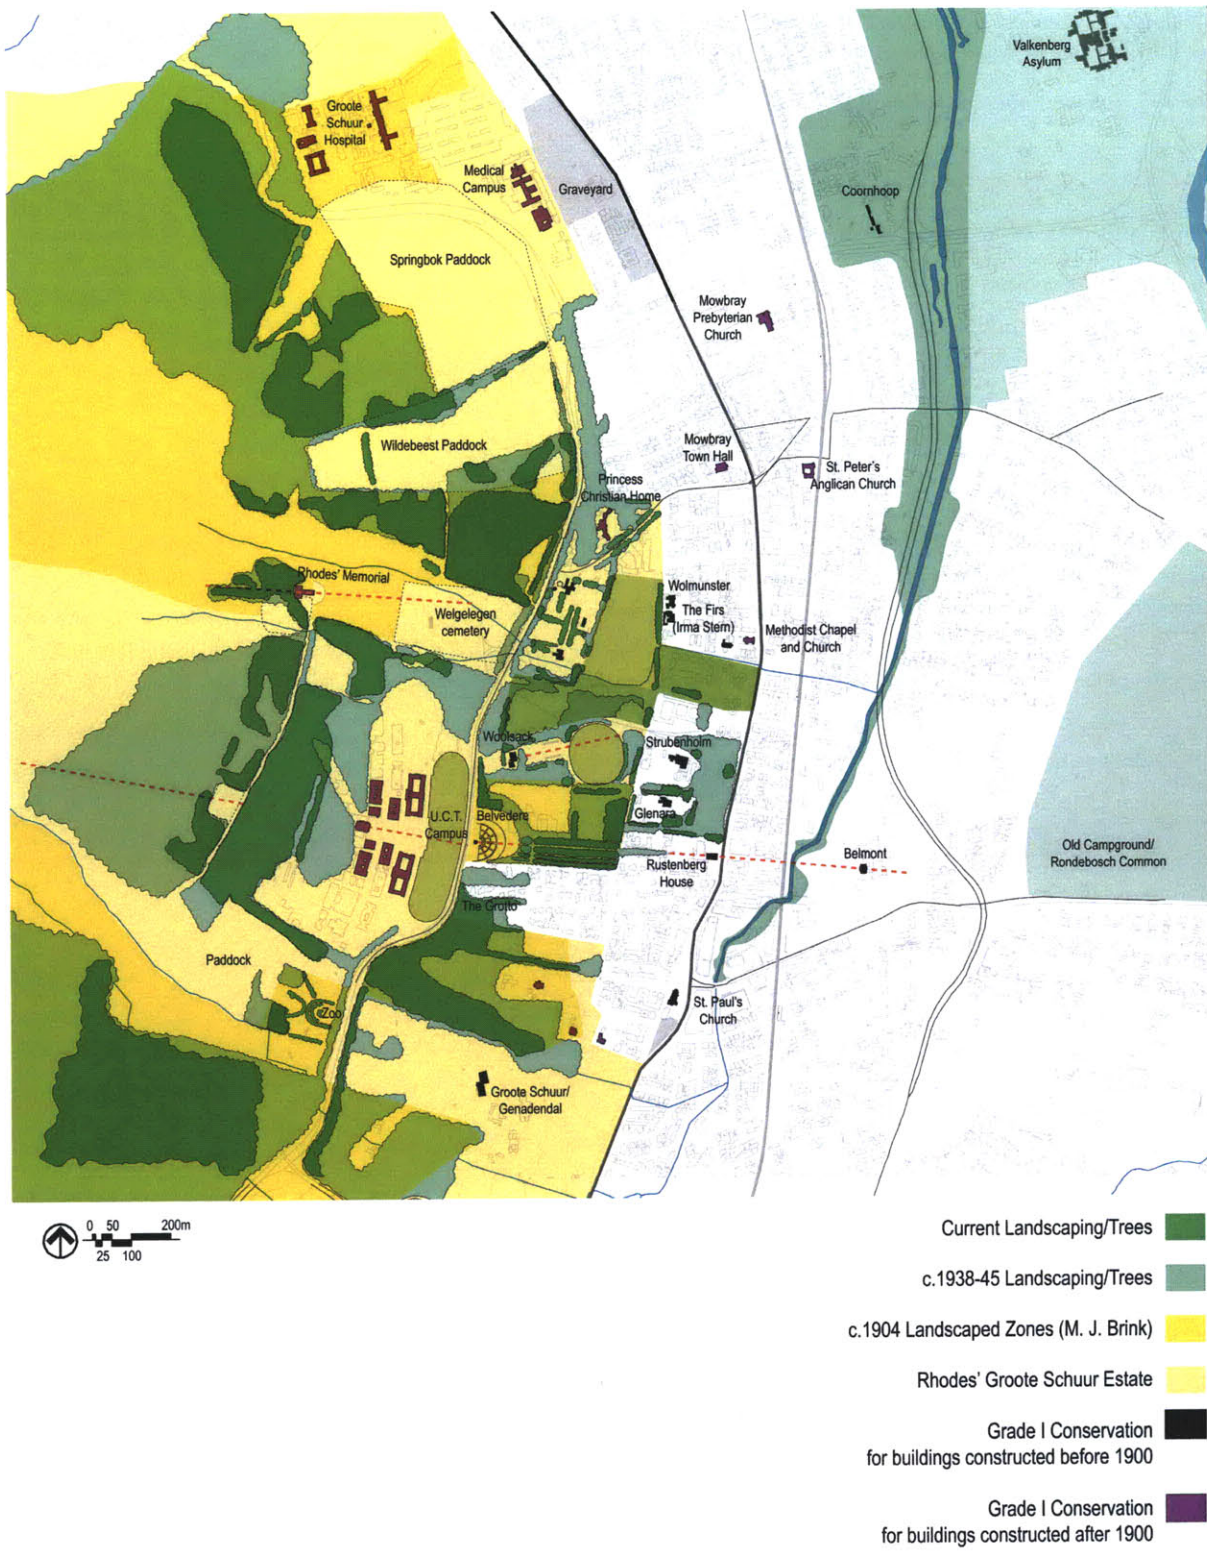 Valkenberg
Asylum
Groote
Schuur
Hospital
Medical
Campus
Graveyard
Coornhoop
Springbok Paddock
Mowbray
Prebyterian
Church
Wildebeest Paddock
Mowbray
Town Hall
St. Peter's
Anglican Church
Princess
Christian Home
Rhodes' Memorial
Wolmunster
Welgelegen
cemetery
The Firs
(Irma Stern)
Methodist Chapel
and Church
Woolsack
Strubenholm
U.C.T.
Campus
Belvedere
Glenara
Rustenberg
House
Belmont
Old Campground/
Rondebosch Common
The Grotto
Paddock
Zoo
St. Paul's
Church
Groote Schuur/
Genadendal
0 50 200m
25 100
Current Landscaping/Trees
c.1938-45 Landscaping/Trees
c.1904 Landscaped Zones (M. J. Brink)
Rhodes' Groote Schuur Estate
Grade I Conservation
for buildings constructed before 1900
Grade I Conservation
for buildings constructed after 1900